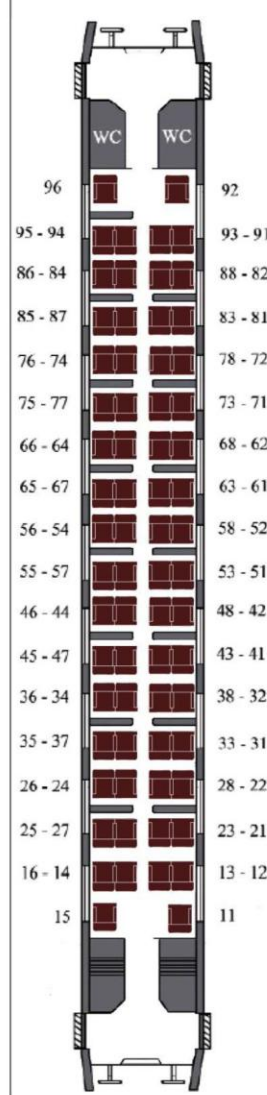 WC WC
96 92
95 - 94 93 - 91
86 - 84 88 - 82
85 - 87 83 - 81
76 - 74 78 - 72
75 - 77 73 - 71
66 - 64 68 - 62
65 - 67 63 - 61
56 - 54 58 - 52
55 - 57 53 - 51
46 - 44 48 - 42
45 - 47 43 - 41
36 - 34 38 - 32
35 - 37 33 - 31
26 - 24 28 - 22
25 - 27 23 - 21
16 - 14 13 - 12
15 11